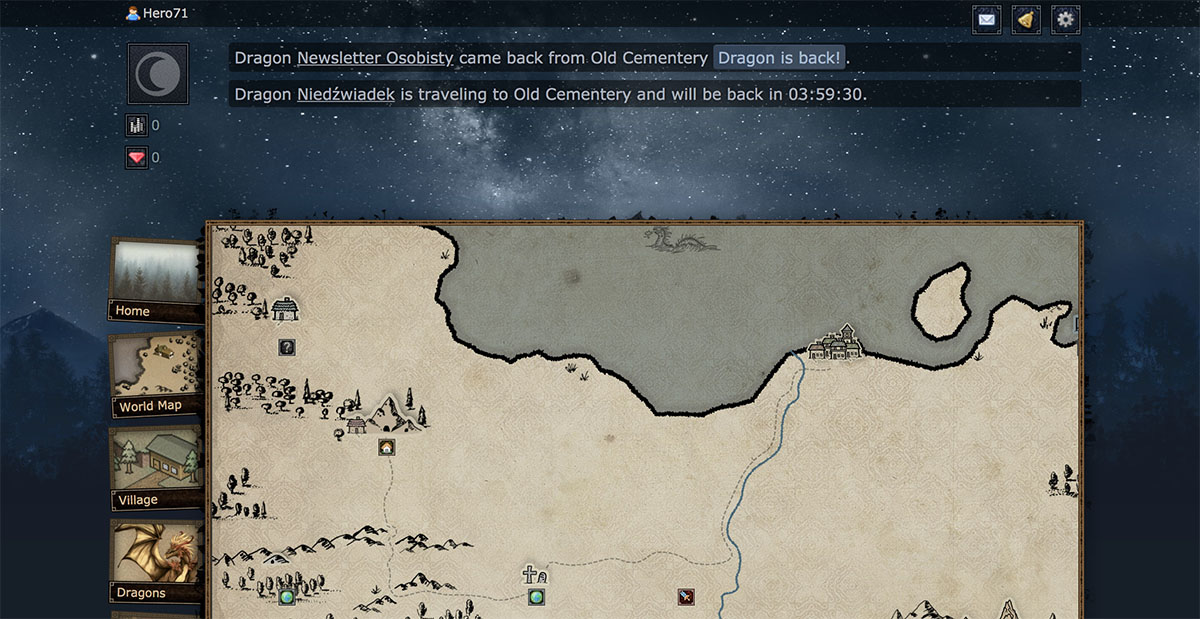 Hero71
Dragon Newsletter Osobisty came back from Old Cementery Dragon is back! .
Dragon Niedźwiadek is traveling to Old Cementery and will be back in 03:59:30.
0
0
Home
?
World Map
Village
Dragons